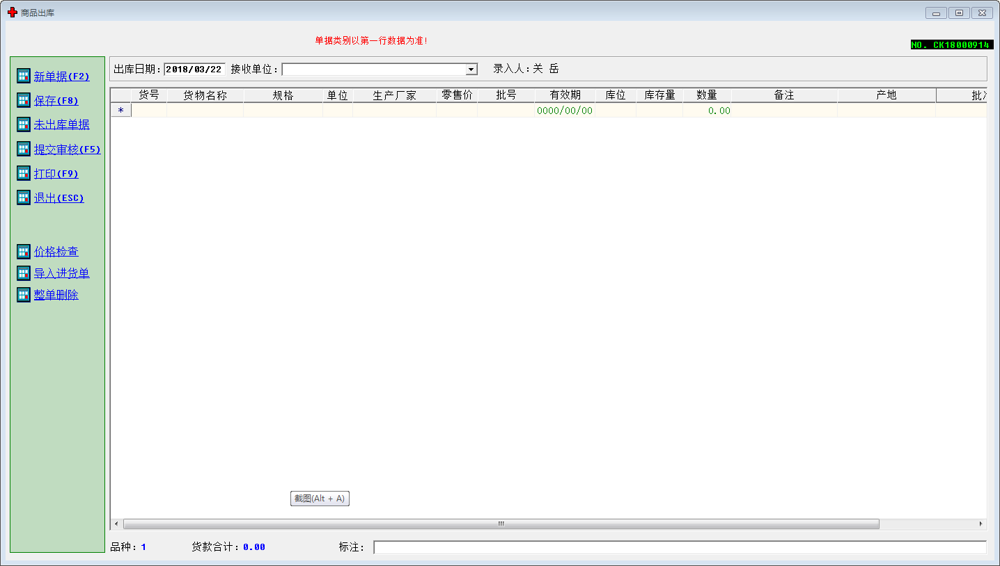 商品出库
单据类别以第一行数据为准!
NO. CK18000914
新单据(F2)
保存(F8)
未出库单据
提交审核(F5)
打印(F9)
退出(ESC)
价格检查
导入进货单
整单删除
出库日期: 2018/03/22 接收单位: 录入人: 关 岳
货号 货物名称 规格 单位 生产厂家 零售价 批号 有效期 库位 库存量 数量 备注 产地 批
* 0000/00/00 0.00
截图(Alt + A)
品种: 1 货款合计: 0.00 标注: